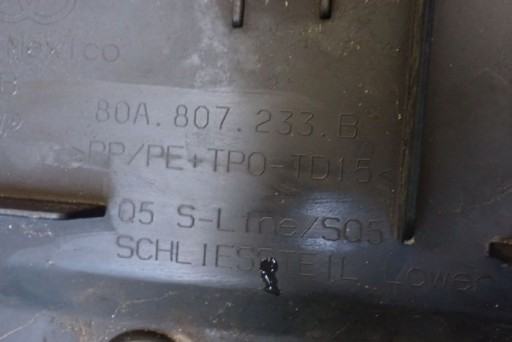 Mexico
80A.807.233.B
>PP/PE+TPO-TD15<
Q5 S-Line/SQ5
SCHLIESSTEIL Lower